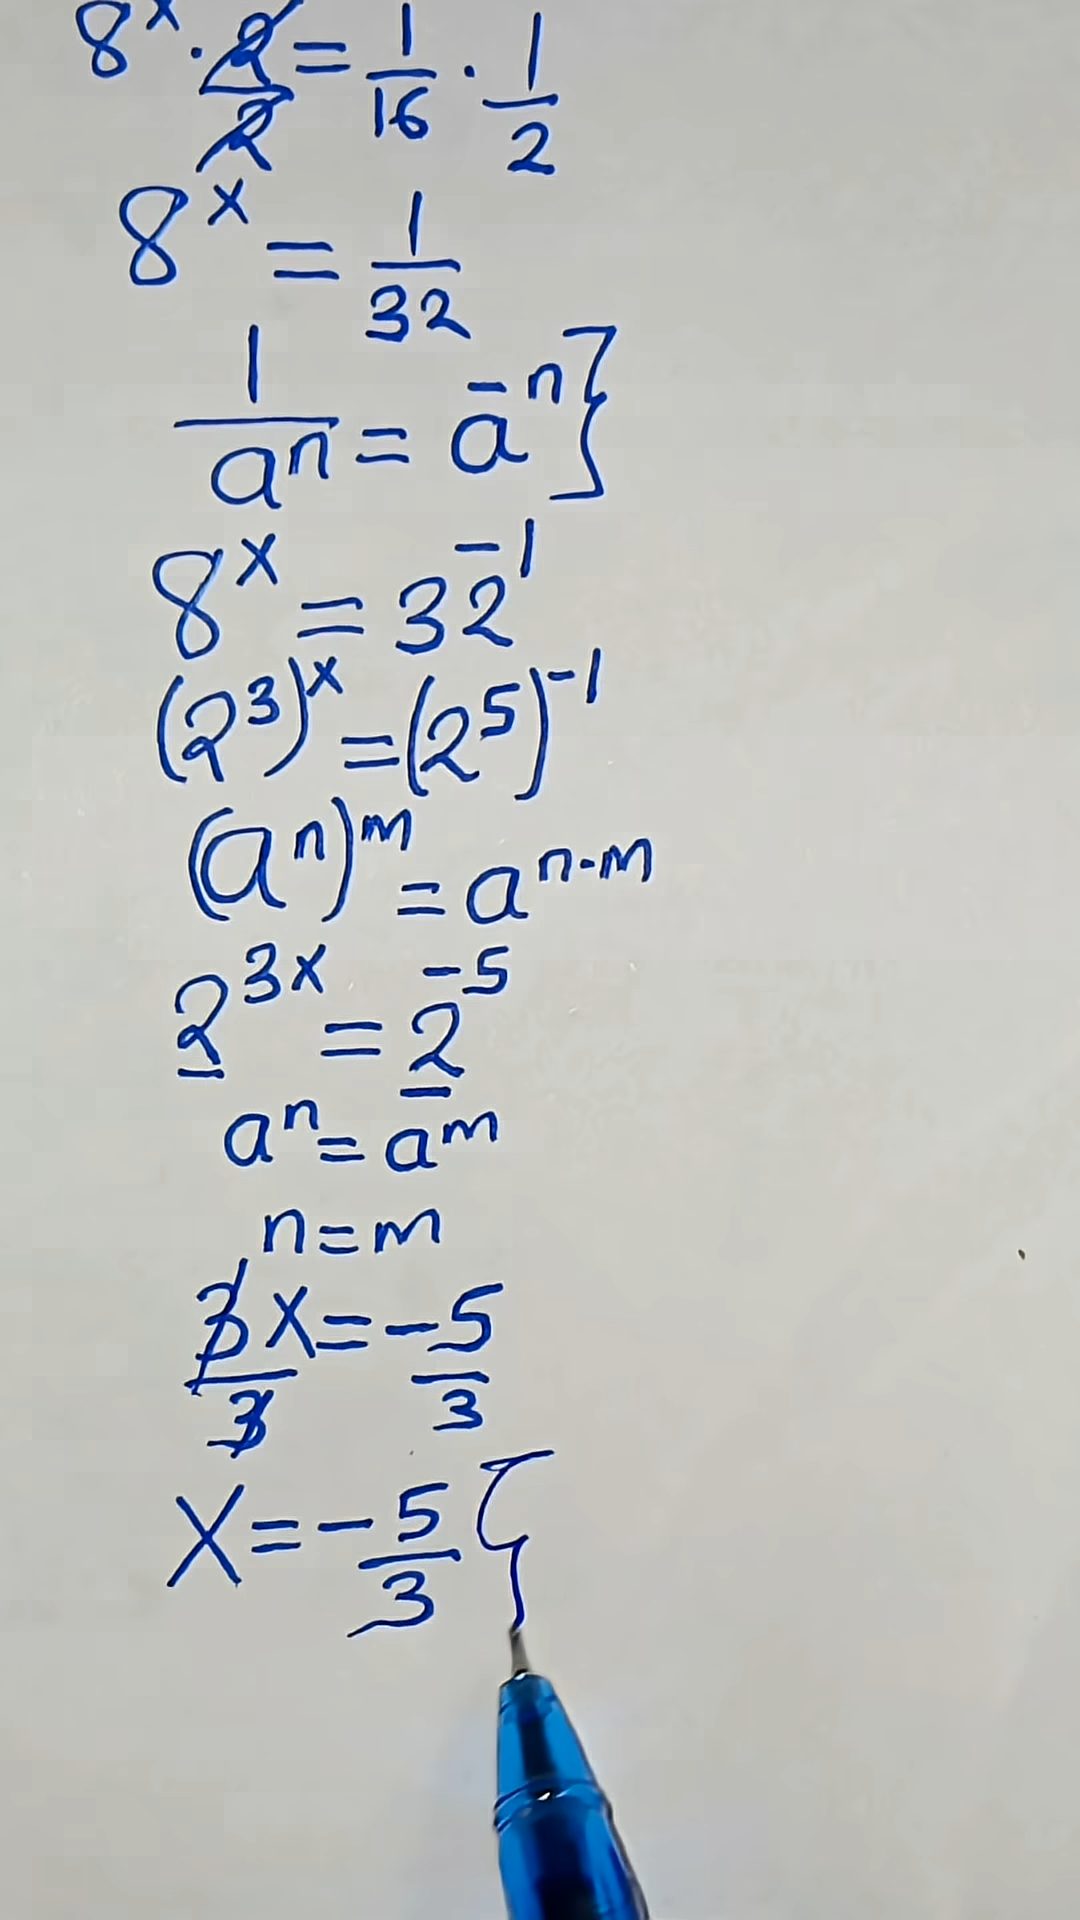 8^x · 2/2 = 1/16 · 1/2
8^x = 1/32
1/a^n = a^-n}
8^x = 32^-1
(2^3)^x = (2^5)^-1
(a^n)^m = a^n·m
2^3x = 2^-5
a^n = a^m
n = m
3x/3 = -5/3
x = -5/3 {